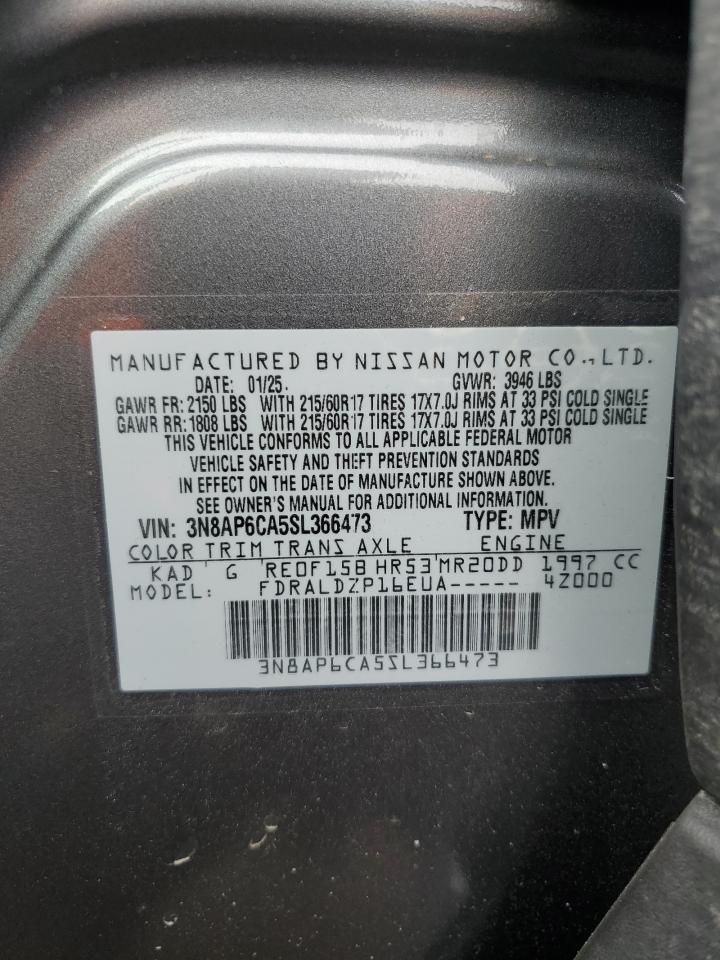 MANUFACTURED BY NISSAN MOTOR CO., LTD.
DATE: 01/25. GVWR: 3946 LBS
GAWR FR: 2150 LBS WITH 215/60R17 TIRES 17X7.0J RIMS AT 33 PSI COLD SINGLE
GAWR RR: 1808 LBS WITH 215/60R17 TIRES 17X7.0J RIMS AT 33 PSI COLD SINGLE
THIS VEHICLE CONFORMS TO ALL APPLICABLE FEDERAL MOTOR
VEHICLE SAFETY AND THEFT PREVENTION STANDARDS
IN EFFECT ON THE DATE OF MANUFACTURE SHOWN ABOVE.
SEE OWNER'S MANUAL FOR ADDITIONAL INFORMATION.
VIN: 3N8AP6CA5SL366473 TYPE: MPV
COLOR TRIM TRANS AXLE ENGINE
KAD G RE0F15B HR53 MR20DD 1997 CC
MODEL: FDRALDZP16EUA----- 4Z000
3N8AP6CA5SL366473